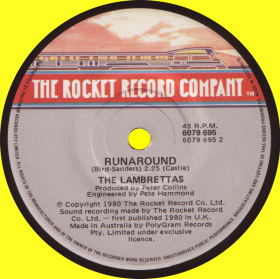 THE ROCKET RECORD COMPANY TM
45 R.P.M.
6079 695
6079 695 2
RUNAROUND
(Bird-Sanders) 2.25 (Castle)
THE LAMBRETTAS
Produced by Peter Collins
Engineered by Pete Hammond
© Copyright 1980 The Rocket Record Co. Ltd.
Sound recording made by The Rocket Record
Co. Ltd. — first published 1980 in U.K.
Made in Australia by PolyGram Records
Pty. Limited under exclusive
licence.